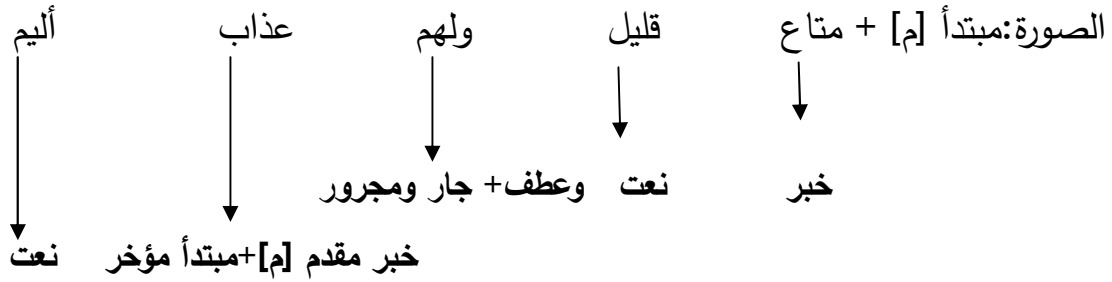 الصورة:مبتدأ [م] + متاع قليل ولهم عذاب أليم
خبر نعت وعطف+ جار ومجرور
خبر مقدم [م]+مبتدأ مؤخر نعت